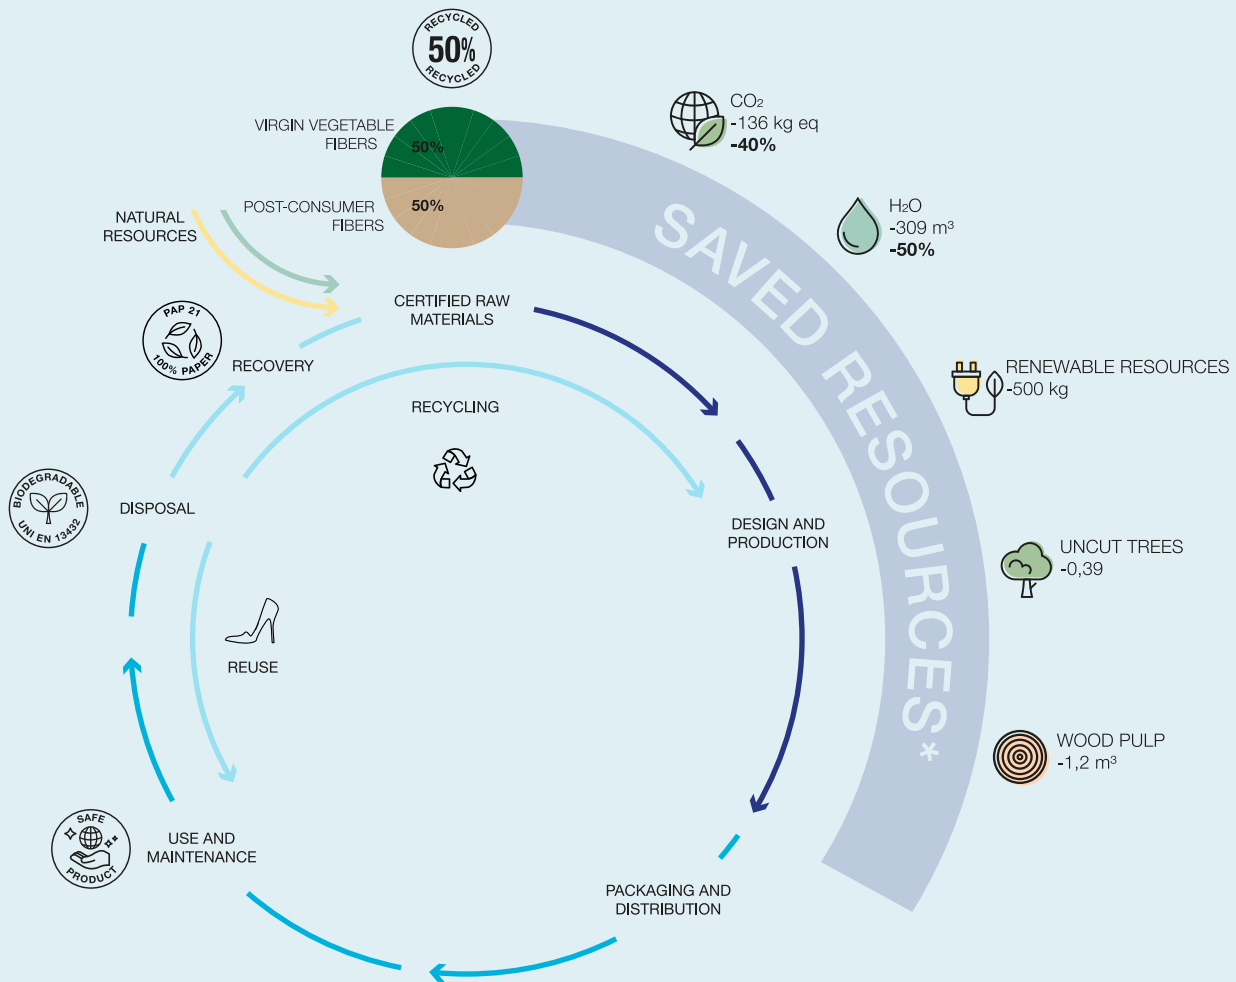 RECYCLED
50%
RECYCLED
VIRGIN VEGETABLE
FIBERS
50%
POST-CONSUMER
FIBERS
50%
CO₂
-136 kg eq
-40%
H₂O
-309 m³
-50%
NATURAL
RESOURCES
SAVED RESOURCES*
CERTIFIED RAW
MATERIALS
PAP 21
100% PAPER
RECOVERY
RENEWABLE RESOURCES
-500 kg
RECYCLING
BIODEGRADABLE
UNI EN 13432
DISPOSAL
DESIGN AND
PRODUCTION
UNCUT TREES
-0,39
REUSE
WOOD PULP
-1,2 m³
SAFE
PRODUCT
USE AND
MAINTENANCE
PACKAGING AND
DISTRIBUTION